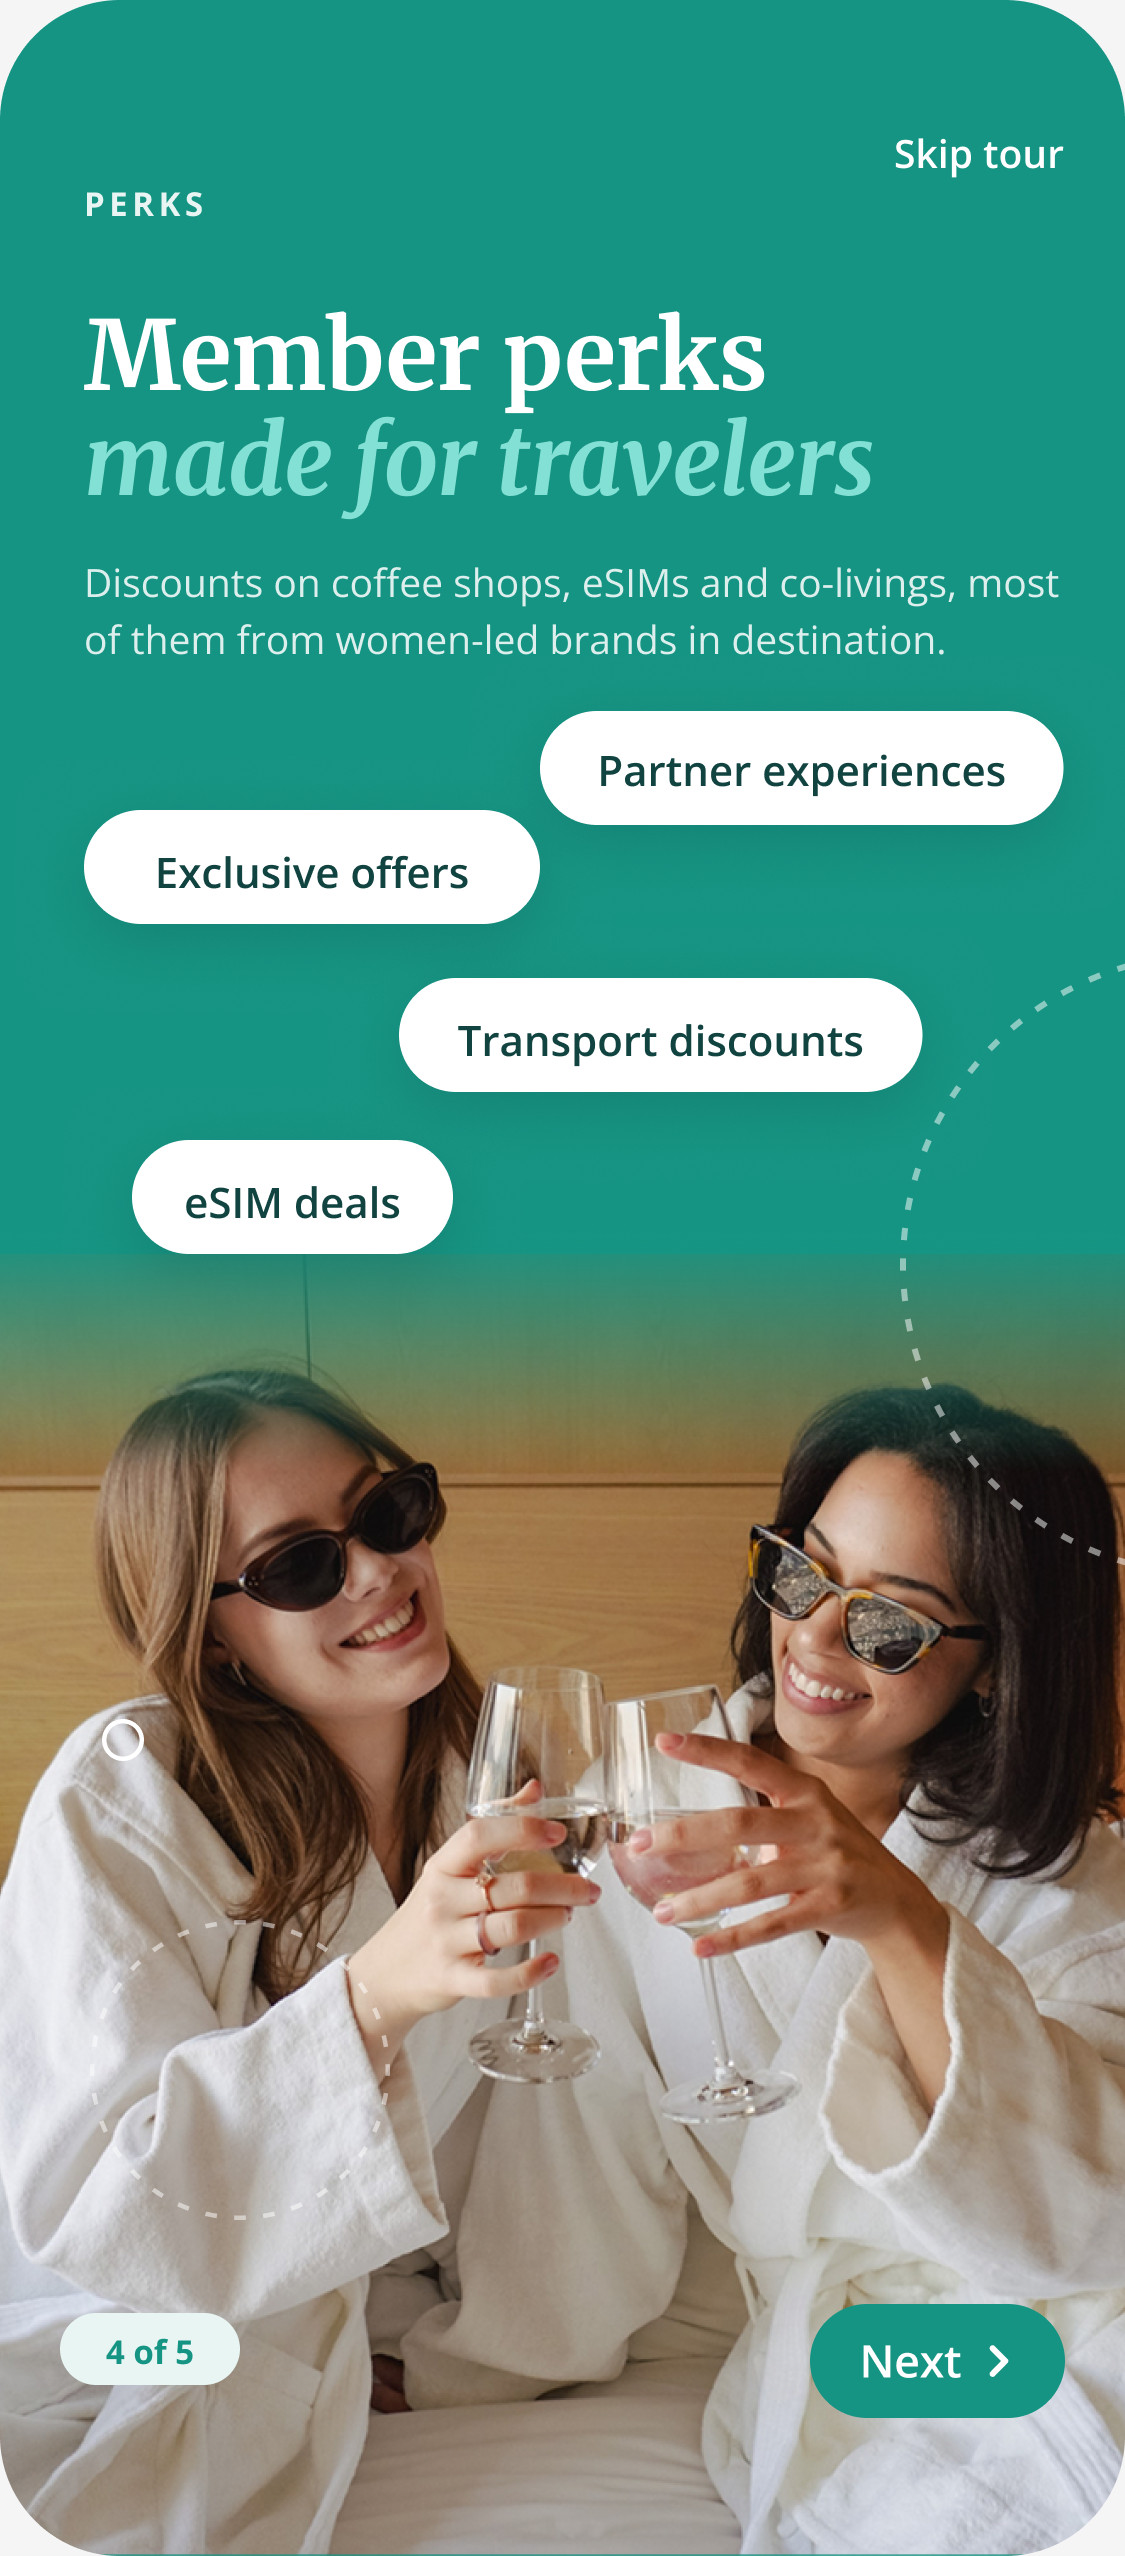 Skip tour
PERKS
Member perks
made for travelers
Discounts on coffee shops, eSIMs and co-livings, most
of them from women-led brands in destination.
Partner experiences
Exclusive offers
Transport discounts
eSIM deals
4 of 5
Next